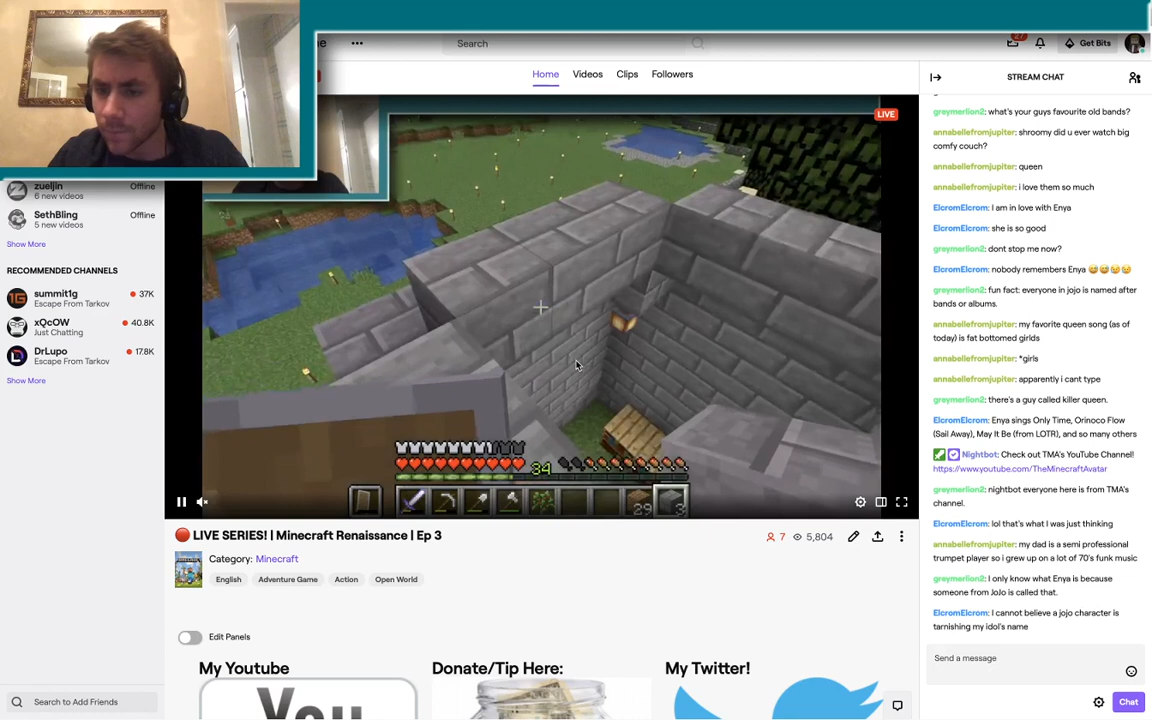 e
•••
Search
27
Get Bits
Home
Videos
Clips
Followers
STREAM CHAT
LIVE
zueljin
Offline
6 new videos
SethBling
Offline
5 new videos
Show More
RECOMMENDED CHANNELS
summit1g
37K
Escape From Tarkov
xQcOW
40.8K
Just Chatting
DrLupo
17.8K
Escape From Tarkov
Show More
greymerlion2: what's your guys favourite old bands?
annabellefromjupiter: shroomy did u ever watch big
comfy couch?
annabellefromjupiter: queen
annabellefromjupiter: i love them so much
ElcromElcrom: I am in love with Enya
ElcromElcrom: she is so good
greymerlion2: dont stop me now?
ElcromElcrom: nobody remembers Enya 😅😅😥😥
greymerlion2: fun fact: everyone in jojo is named after
bands or albums.
annabellefromjupiter: my favorite queen song (as of
today) is fat bottomed girlds
annabellefromjupiter: *girls
annabellefromjupiter: apparently i cant type
greymerlion2: there's a guy called killer queen.
ElcromElcrom: Enya sings Only Time, Orinoco Flow
(Sail Away), May It Be (from LOTR), and so many others
Nightbot: Check out TMA's YouTube Channel!
https://www.youtube.com/TheMinecraftAvatar
greymerlion2: nightbot everyone here is from TMA's
channel.
ElcromElcrom: lol that's what I was just thinking
annabellefromjupiter: my dad is a semi professional
trumpet player so i grew up on a lot of 70's funk music
greymerlion2: I only know what Enya is because
someone from JoJo is called that.
ElcromElcrom: I cannot believe a jojo character is
tarnishing my idol's name
34
29
3
LIVE SERIES! | Minecraft Renaissance | Ep 3
7
5,804
Category: Minecraft
English
Adventure Game
Action
Open World
Edit Panels
My Youtube
Donate/Tip Here:
My Twitter!
You
Send a message
Chat
Search to Add Friends